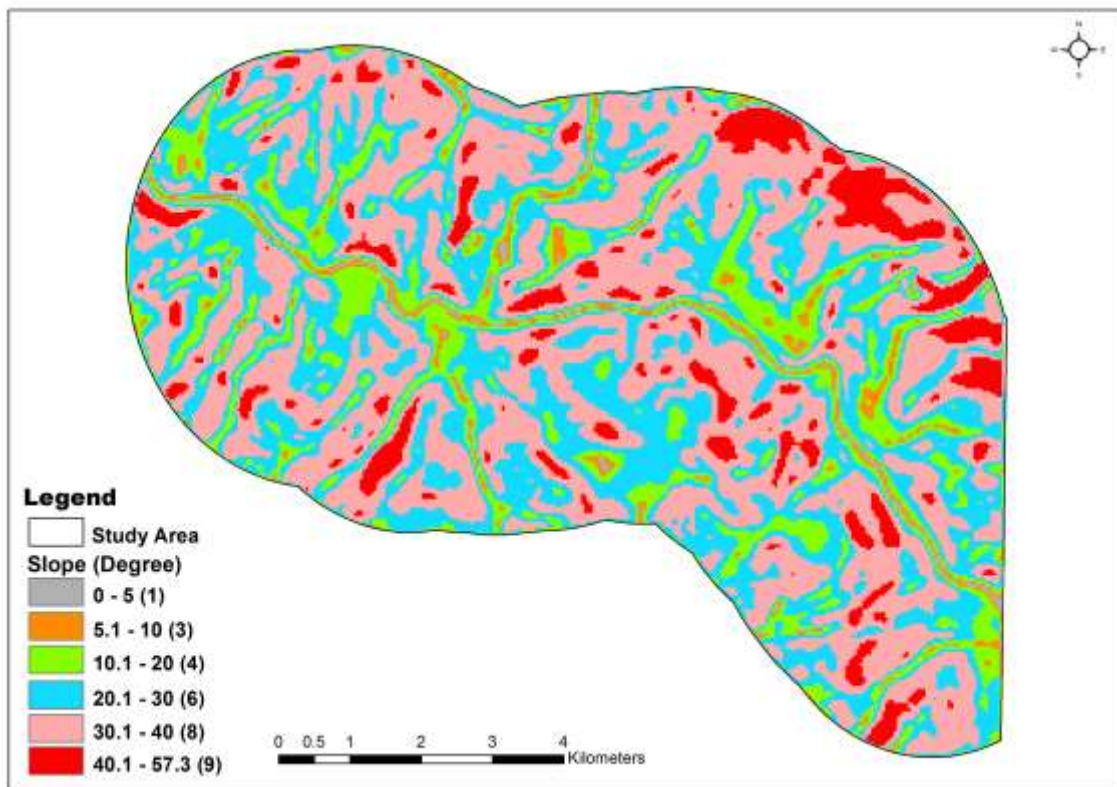 N
W E
S
Legend
Study Area
Slope (Degree)
0 - 5 (1)
5.1 - 10 (3)
10.1 - 20 (4)
20.1 - 30 (6)
30.1 - 40 (8)
40.1 - 57.3 (9)
0 0.5 1 2 3 4
Kilometers